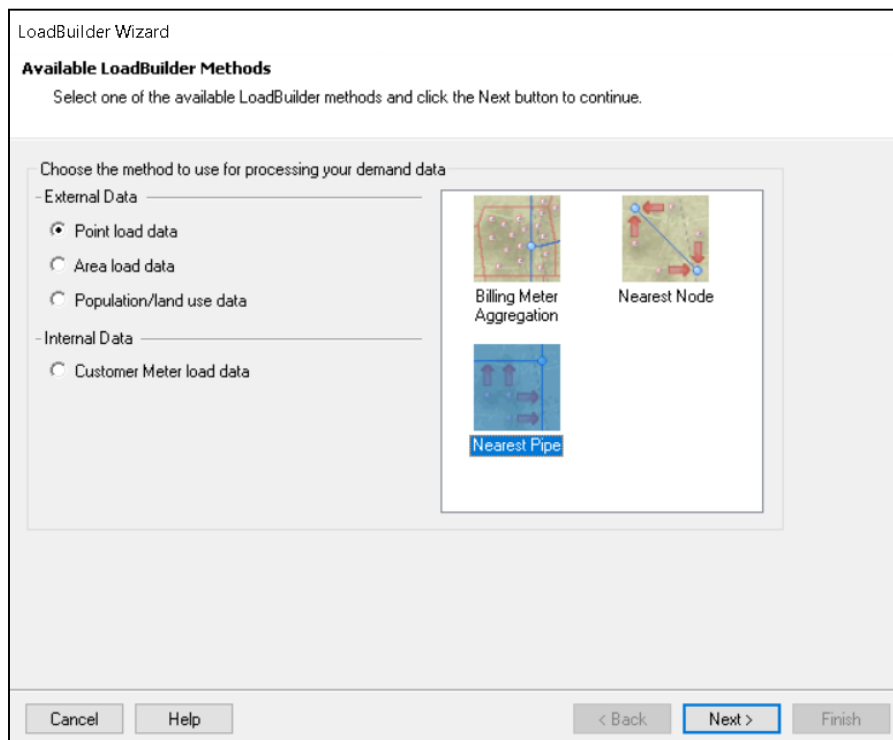 LoadBuilder Wizard
Available LoadBuilder Methods
Select one of the available LoadBuilder methods and click the Next button to continue.
Choose the method to use for processing your demand data
External Data
Point load data
Area load data
Population/land use data
Internal Data
Customer Meter load data
Billing Meter
Aggregation
Nearest Node
Nearest Pipe
Cancel
Help
< Back
Next >
Finish